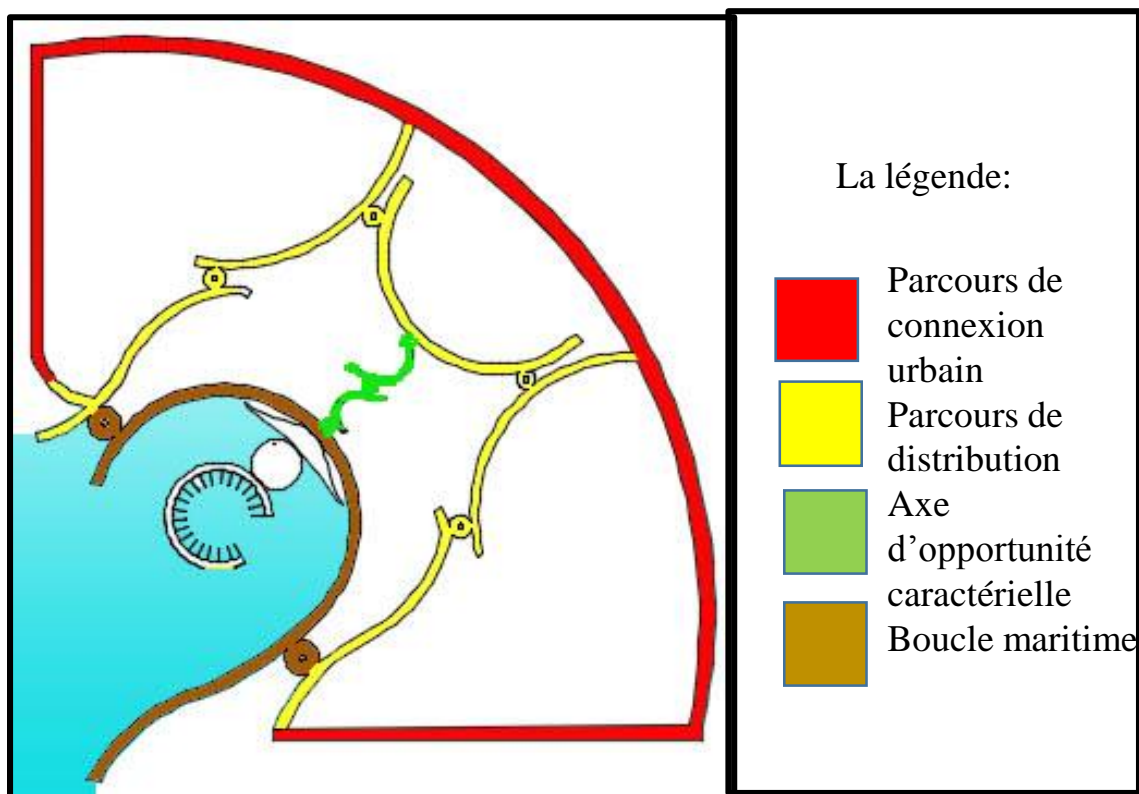 La légende:
Parcours de
connexion
urbain
Parcours de
distribution
Axe
d’opportunité
caractérielle
Boucle maritime